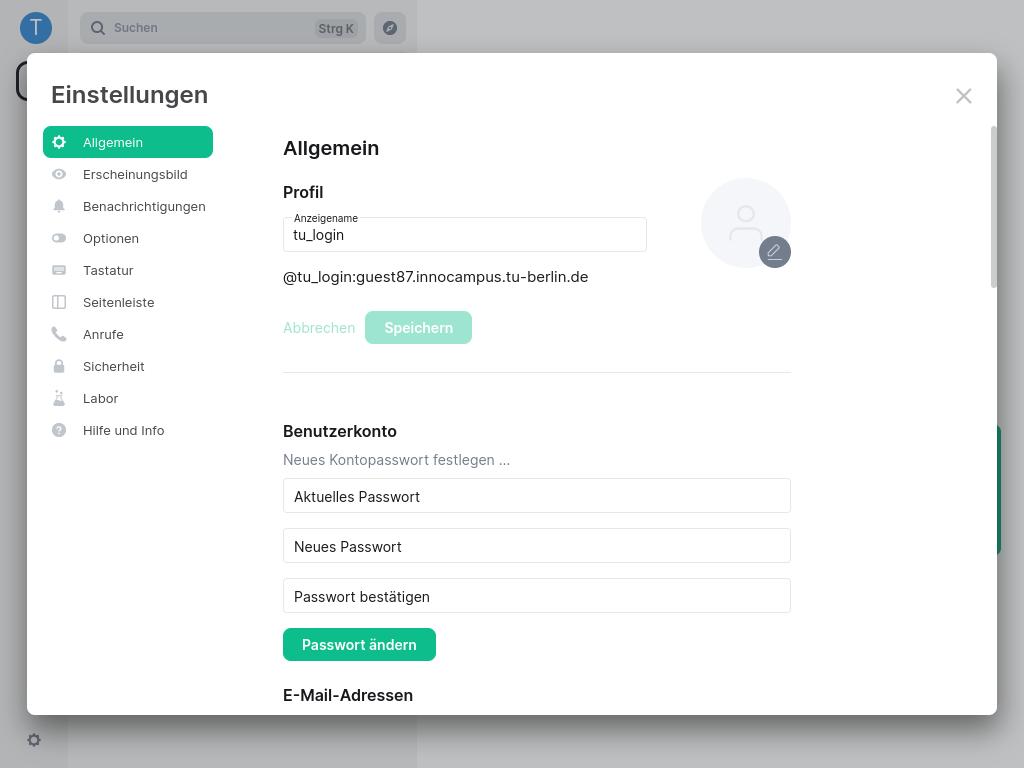 T
Suchen
Strg K
Einstellungen
Allgemein
Erscheinungsbild
Benachrichtigungen
Optionen
Tastatur
Seitenleiste
Anrufe
Sicherheit
Labor
Hilfe und Info
Allgemein
Profil
Anzeigename
tu_login
@tu_login:guest87.innocampus.tu-berlin.de
Abbrechen
Speichern
Benutzerkonto
Neues Kontopasswort festlegen …
Aktuelles Passwort
Neues Passwort
Passwort bestätigen
Passwort ändern
E-Mail-Adressen